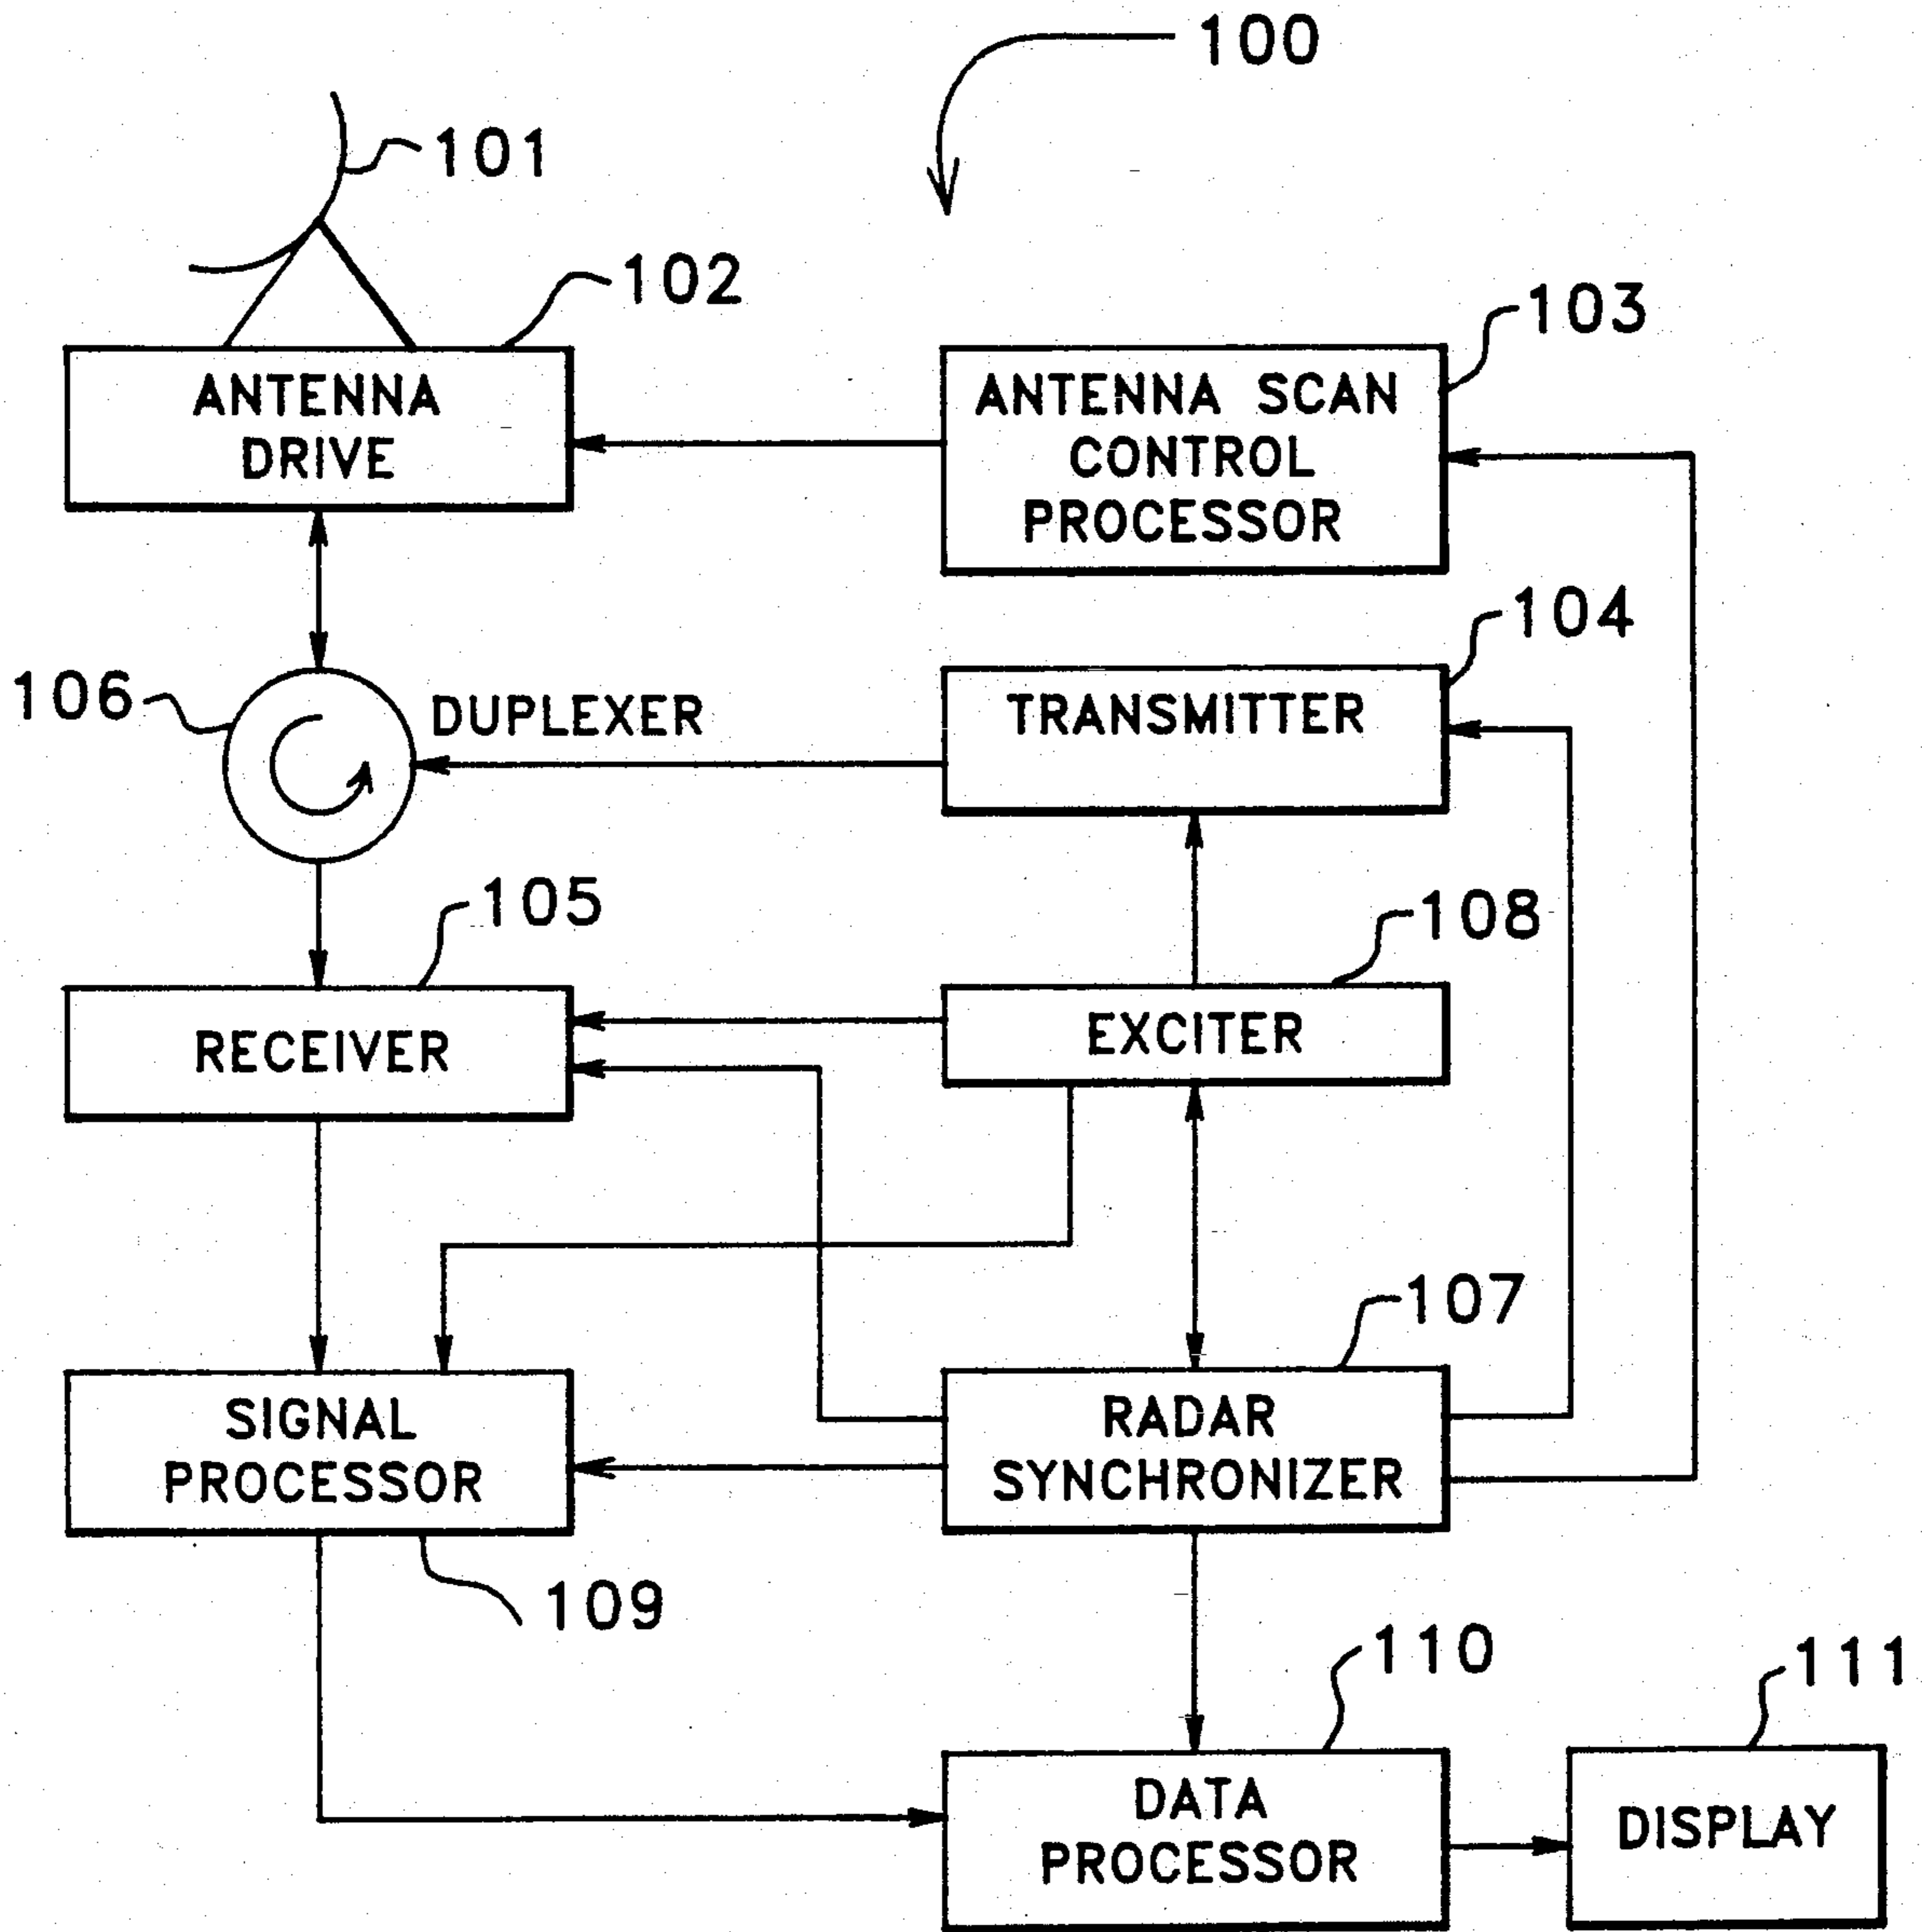 100
101
102
103
ANTENNA
DRIVE
ANTENNA SCAN
CONTROL
PROCESSOR
104
106
DUPLEXER
TRANSMITTER
105
108
RECEIVER
EXCITER
107
SIGNAL
PROCESSOR
RADAR
SYNCHRONIZER
109
110
111
DATA
PROCESSOR
DISPLAY